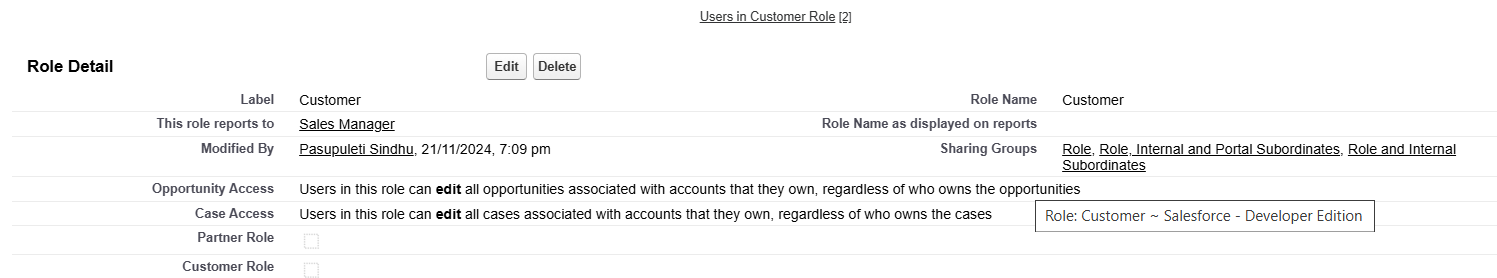 Users in Customer Role [2]
Role Detail Edit Delete
Label Customer Role Name Customer
This role reports to Sales Manager Role Name as displayed on reports
Modified By Pasupuleti Sindhu, 21/11/2024, 7:09 pm Sharing Groups Role, Role, Internal and Portal Subordinates, Role and Internal
Subordinates
Opportunity Access Users in this role can edit all opportunities associated with accounts that they own, regardless of who owns the opportunities
Case Access Users in this role can edit all cases associated with accounts that they own, regardless of who owns the cases
Role: Customer ~ Salesforce - Developer Edition
Partner Role
Customer Role